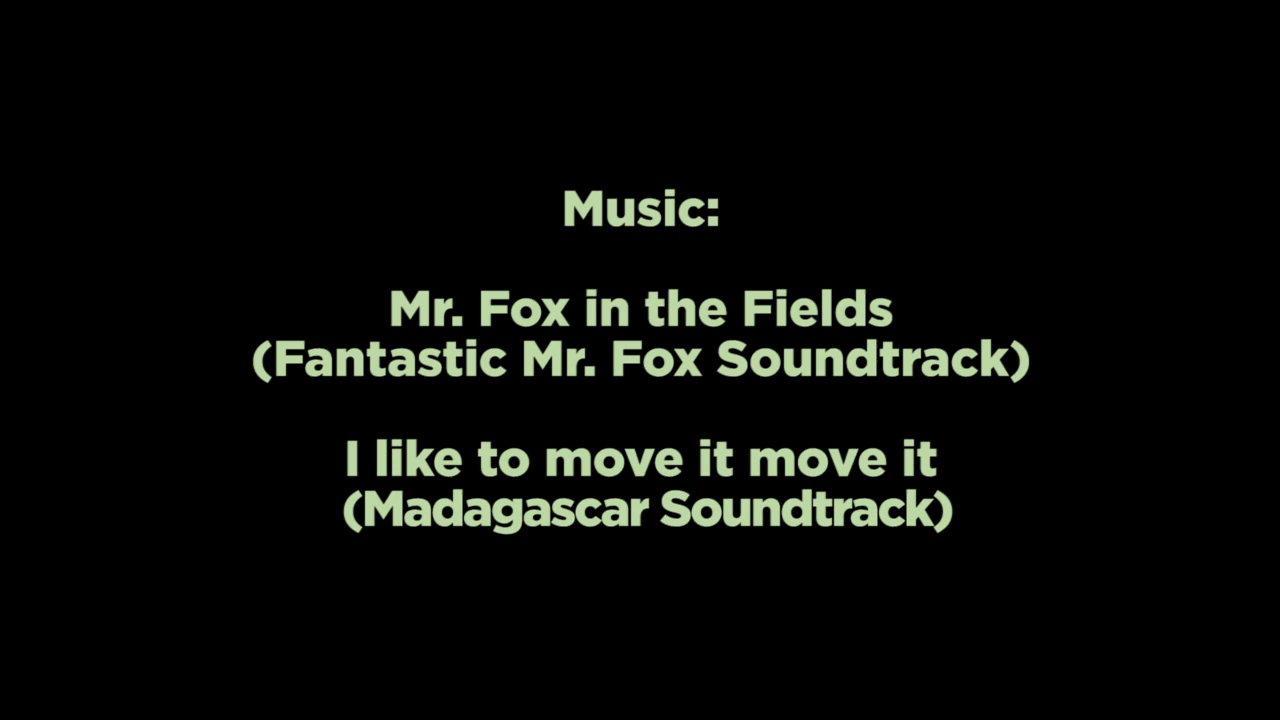 Music:
Mr. Fox in the Fields
(Fantastic Mr. Fox Soundtrack)
I like to move it move it
(Madagascar Soundtrack)